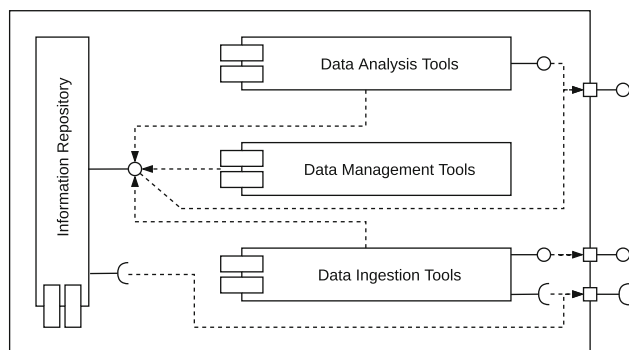 Information Repository
Data Analysis Tools
Data Management Tools
Data Ingestion Tools